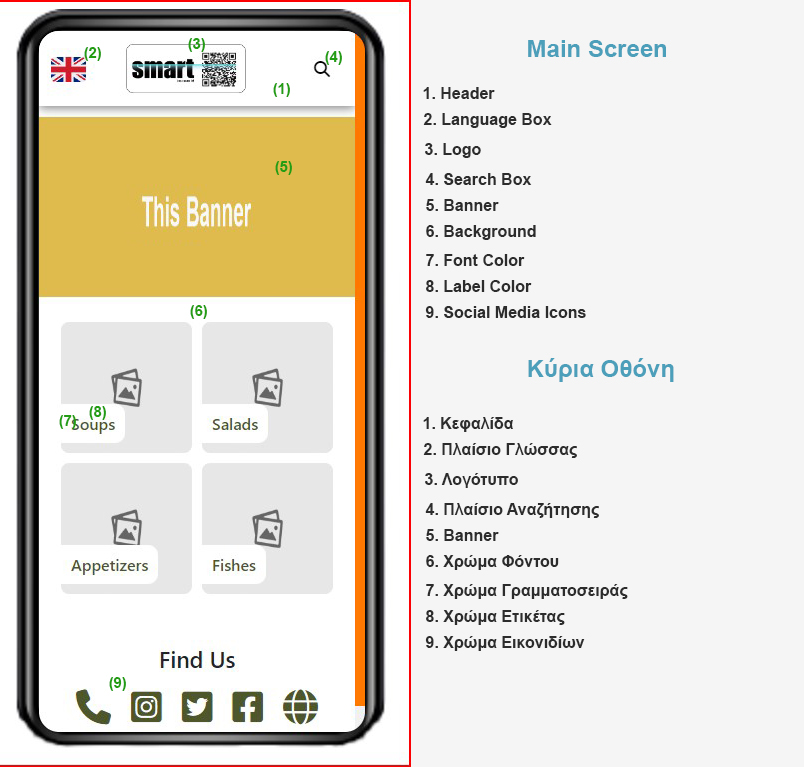 (2)
(3)
(4)
smart
(1)
(5)
This Banner
(6)
(7)
(8)
Soups
Salads
Appetizers
Fishes
Find Us
(9)
Main Screen
1. Header
2. Language Box
3. Logo
4. Search Box
5. Banner
6. Background
7. Font Color
8. Label Color
9. Social Media Icons
Κύρια Οθόνη
1. Κεφαλίδα
2. Πλαίσιο Γλώσσας
3. Λογότυπο
4. Πλαίσιο Αναζήτησης
5. Banner
6. Χρώμα Φόντου
7. Χρώμα Γραμματοσειράς
8. Χρώμα Ετικέτας
9. Χρώμα Εικονιδίων